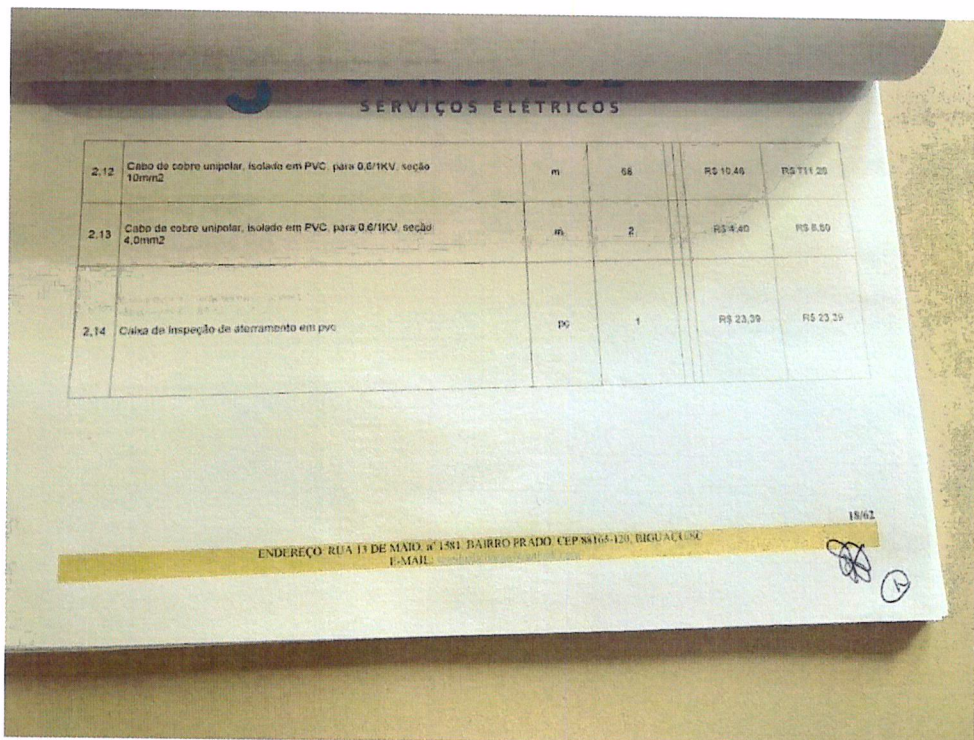 SERVIÇOS ELÉTRICOS
2.12 Cabo de cobre unipolar, isolado em PVC, para 0,6/1KV, seção m 68 R$ 10,46 R$ 711,28
10mm2
2.13 Cabo de cobre unipolar, isolado em PVC, para 0,6/1KV, seção m 2 R$ 4,40 R$ 8,80
4,0mm2
2.14 Caixa de inspeção de aterramento em pvc pç 1 R$ 23,39 R$ 23,39
18/62
ENDEREÇO: RUA 13 DE MAIO, nº 1581, BAIRRO PRADO, CEP 88165-120, BIGUAÇU/SC
E-MAIL: